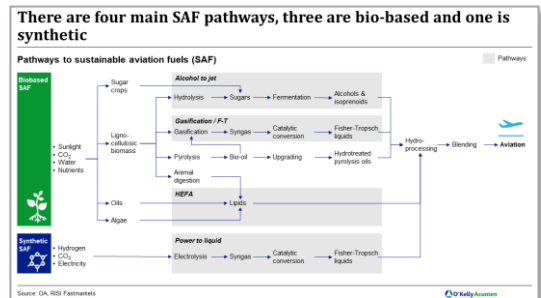 There are four main SAF pathways, three are bio-based and one is
synthetic
Pathways to sustainable aviation fuels (SAF)
Pathways
Biobased
SAF
• Sunlight
• CO2
• Water
• Nutrients
Sugar
crops
Ligno-
cellulosic
biomass
Oils
Algae
Alcohol to jet
Hydrolysis
Sugars
Fermentation
Alcohols &
isoprenoids
Gasification / F-T
Gasification
Syngas
Catalytic
conversion
Fisher-Tropsch
liquids
Pyrolysis
Bio-oil
Upgrading
Hydrotreated
pyrolysis oils
Animal
digestion
HEFA
Lipids
Hydro-
processing
Blending
Aviation
Synthetic
SAF
• Hydrogen
• CO2
• Electricity
Power to liquid
Electrolysis
Syngas
Catalytic
conversion
Fisher-Tropsch
liquids
Source: OA, RISI Fastmarkets
O'Kelly Acumen